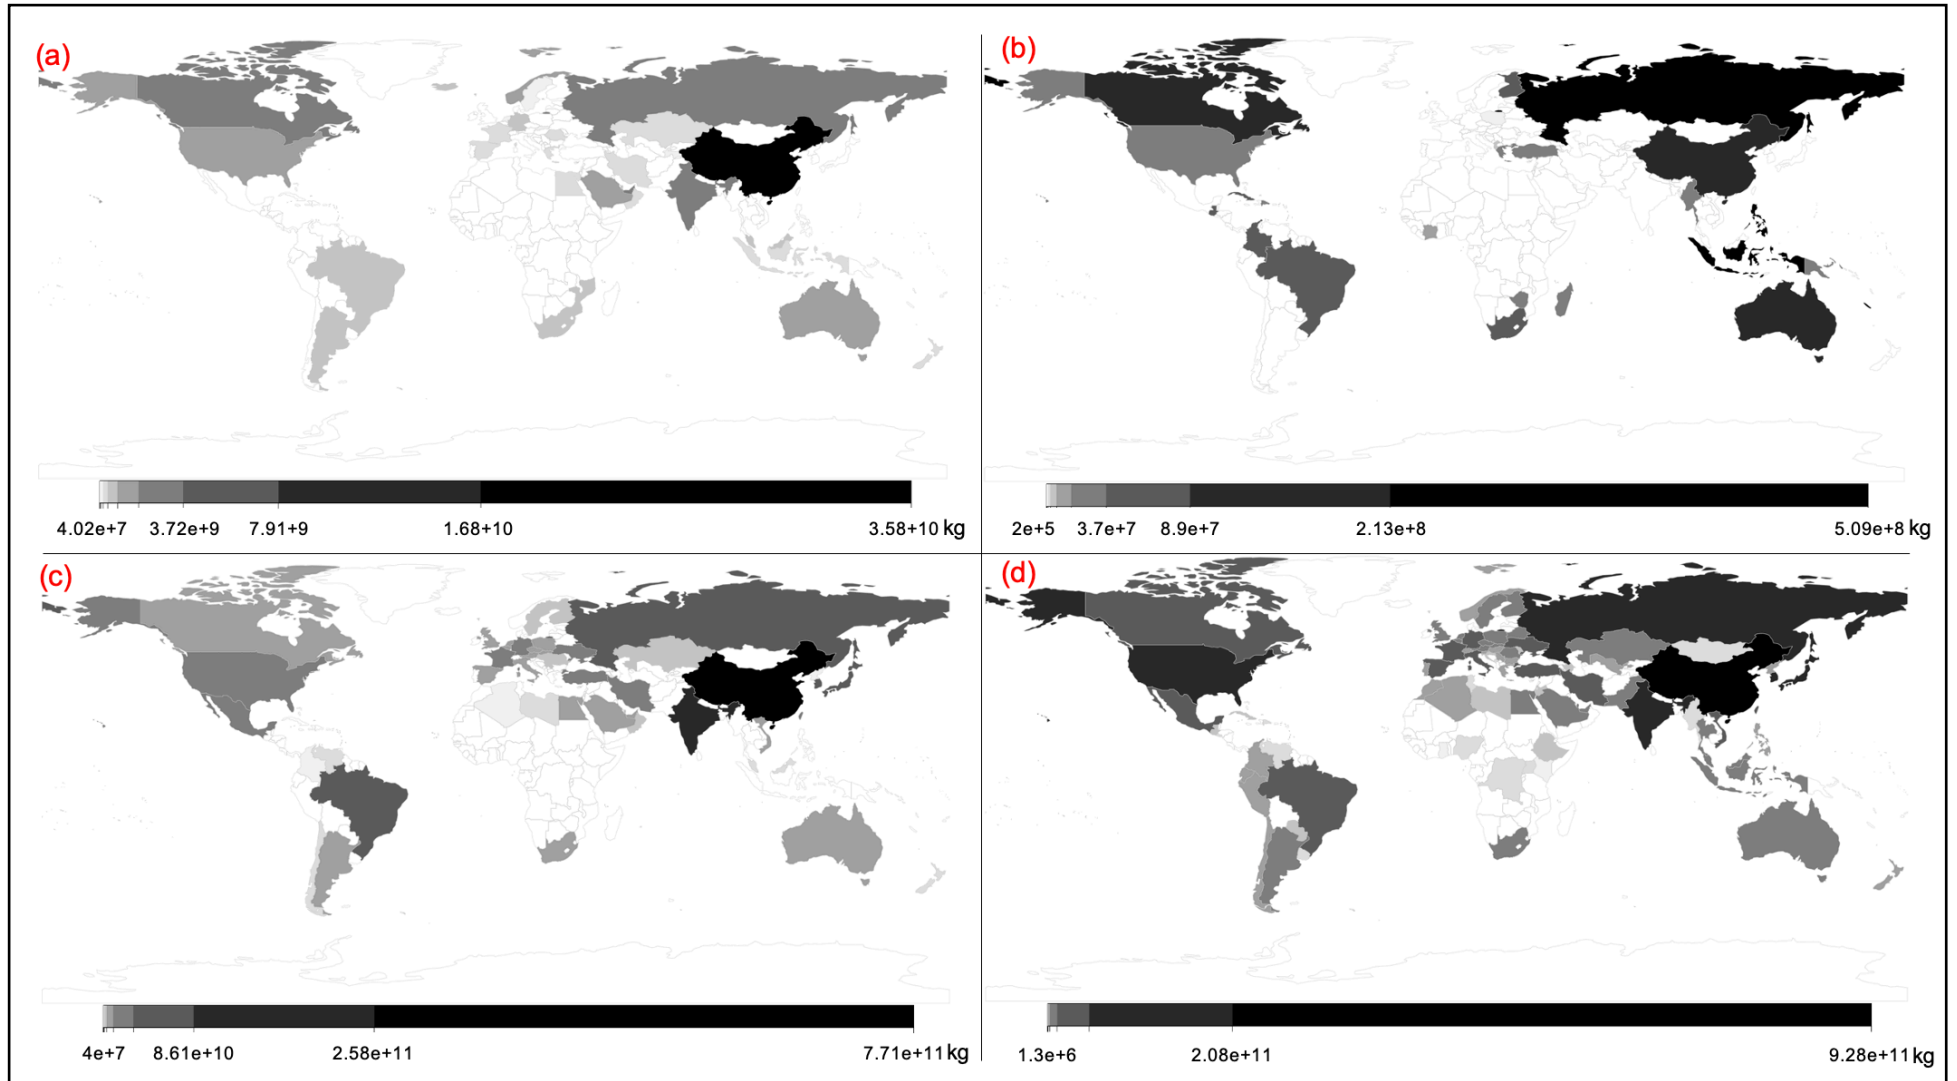 (a)
4.02e+7 3.72e+9 7.91+9 1.68+10 3.58+10 kg
(b)
2e+5 3.7e+7 8.9e+7 2.13e+8 5.09e+8 kg
(c)
4e+7 8.61e+10 2.58e+11 7.71e+11 kg
(d)
1.3e+6 2.08e+11 9.28e+11 kg